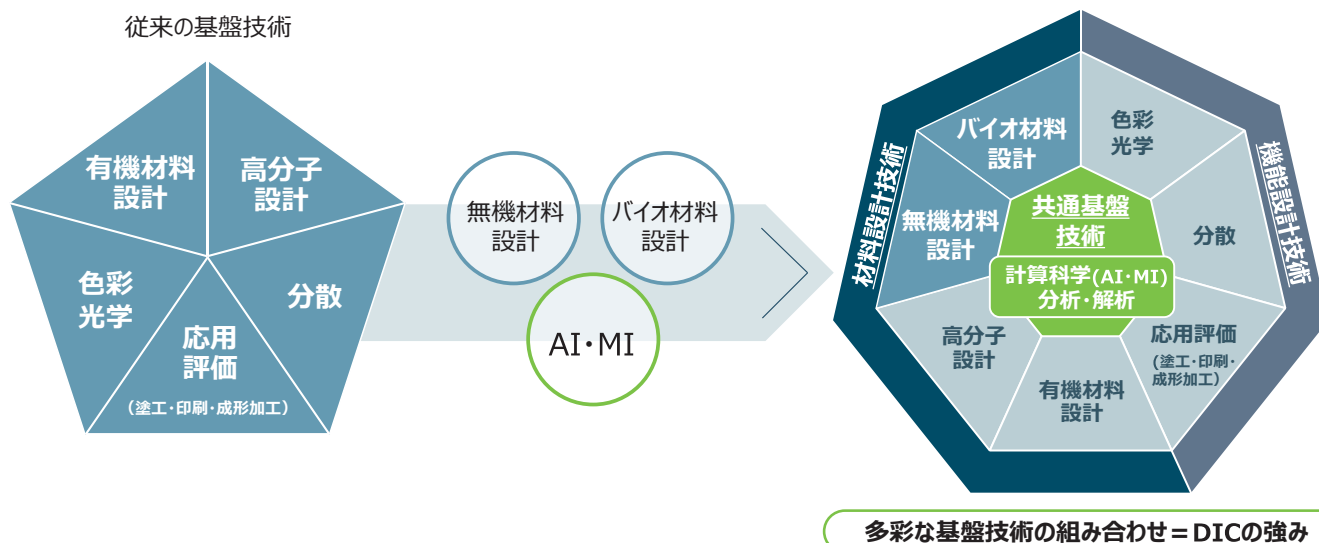 従来の基盤技術
有機材料
設計
高分子
設計
色彩
光学
分散
応用
評価
（塗工・印刷・成形加工）
無機材料
設計
バイオ材料
設計
AI・MI
材料設計技術
機能設計技術
バイオ材料
設計
色彩
光学
無機材料
設計
共通基盤
技術
分散
計算科学(AI・MI)
分析・解析
高分子
設計
有機材料
設計
応用評価
（塗工・印刷・
成形加工）
多彩な基盤技術の組み合わせ＝DICの強み